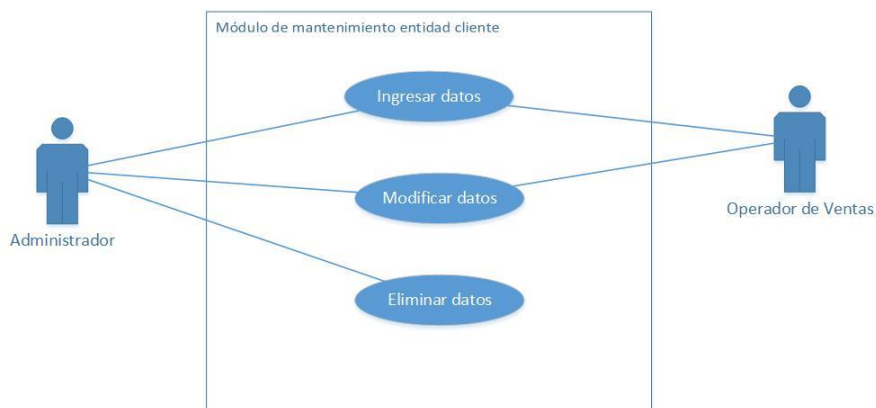 Módulo de mantenimiento entidad cliente
Ingresar datos
Modificar datos
Operador de Ventas
Administrador
Eliminar datos